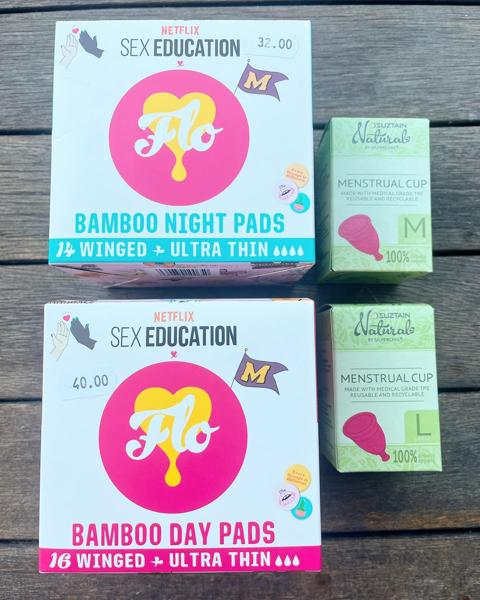 NETFLIX
SEX EDUCATION
32.00
M
Flo
BAMBOO NIGHT PADS
14 WINGED + ULTRA THIN
SUZTAIN
Naturals
MENSTRUAL CUP
MADE WITH MEDICAL GRADE TPE
REUSABLE AND RECYCLABLE
M
100%
NETFLIX
SEX EDUCATION
40.00
M
Flo
BAMBOO DAY PADS
16 WINGED + ULTRA THIN
SUZTAIN
Naturals
MENSTRUAL CUP
MADE WITH MEDICAL GRADE TPE
REUSABLE AND RECYCLABLE
L
100%